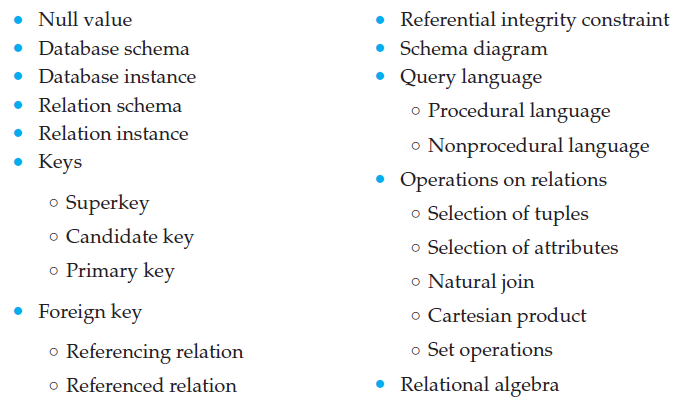 Null value
Database schema
Database instance
Relation schema
Relation instance
Keys
Superkey
Candidate key
Primary key
Foreign key
Referencing relation
Referenced relation
Referential integrity constraint
Schema diagram
Query language
Procedural language
Nonprocedural language
Operations on relations
Selection of tuples
Selection of attributes
Natural join
Cartesian product
Set operations
Relational algebra